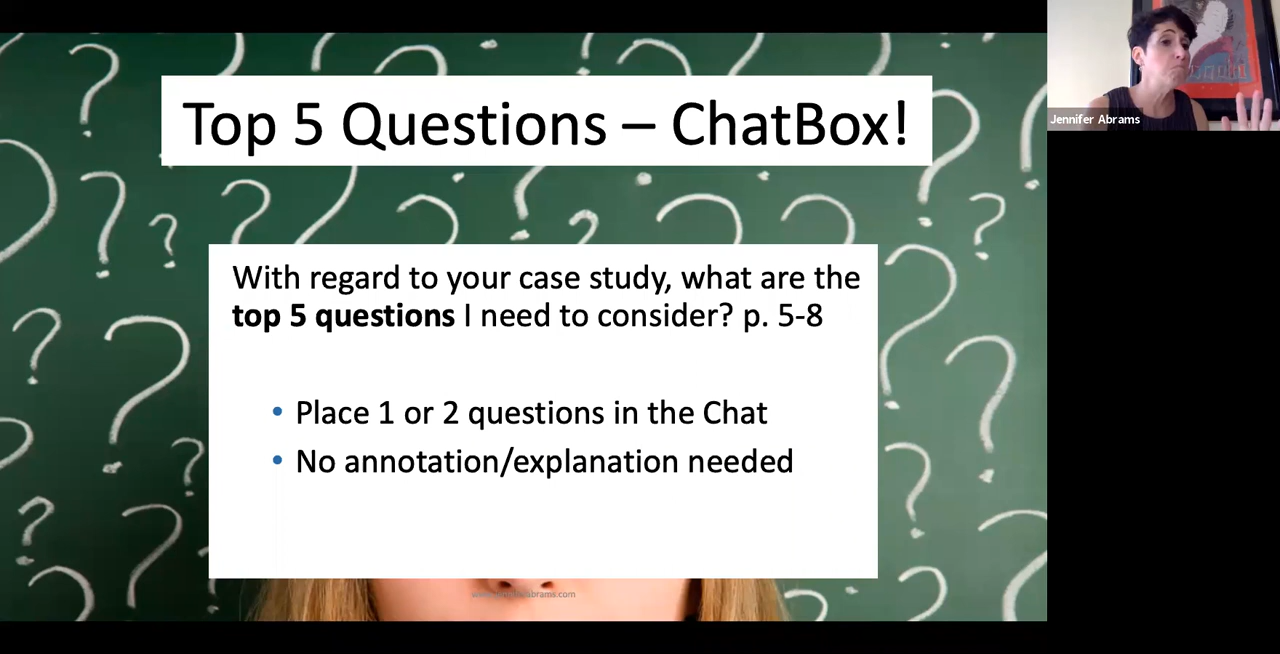 Top 5 Questions – ChatBox!
Jennifer Abrams
With regard to your case study, what are the
top 5 questions I need to consider? p. 5-8
• Place 1 or 2 questions in the Chat
• No annotation/explanation needed